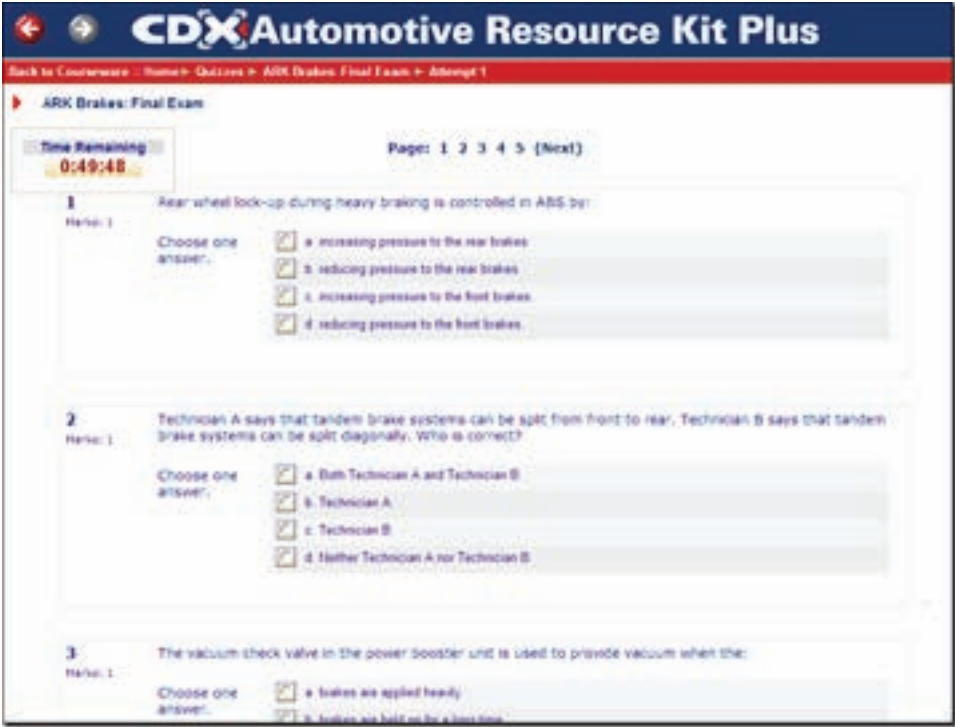 CDX Automotive Resource Kit Plus
Back to Courseware :: Home ▸ Quizzes ▸ ARK Brakes: Final Exam ▸ Attempt 1
ARK Brakes: Final Exam
Time Remaining
0:49:48
Page: 1 2 3 4 5 (Next)
1
Marks: 1
Rear wheel lock-up during heavy braking is controlled in ABS by:
Choose one answer.
a. increasing pressure to the rear brakes.
b. reducing pressure to the rear brakes.
c. increasing pressure to the front brakes.
d. reducing pressure to the front brakes.
2
Marks: 1
Technician A says that tandem brake systems can be split from front to rear. Technician B says that tandem
brake systems can be split diagonally. Who is correct?
Choose one answer.
a. Both Technician A and Technician B
b. Technician A
c. Technician B
d. Neither Technician A nor Technician B
3
Marks: 1
The vacuum check valve in the power booster unit is used to provide vacuum when the:
Choose one answer.
a. brakes are applied heavily.
b. brakes are held on for a long time.